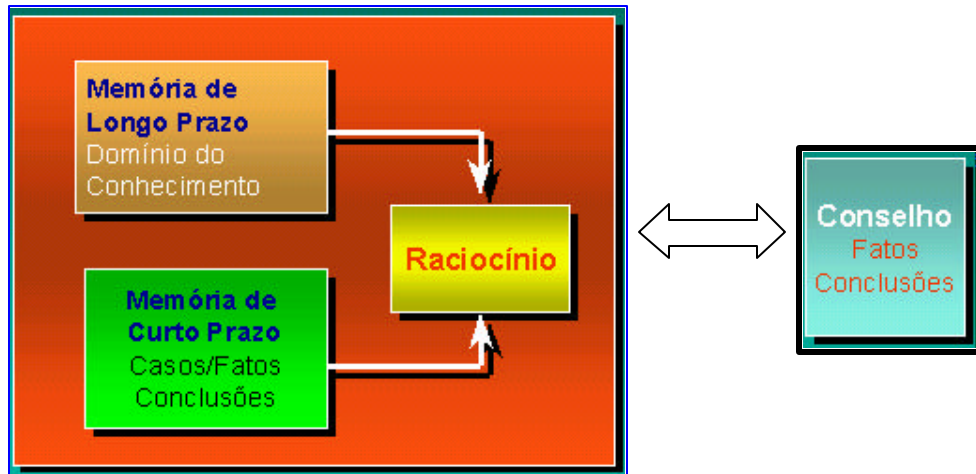 Memória de
Longo Prazo
Domínio do
Conhecimento
Raciocínio
Memória de
Curto Prazo
Casos/Fatos
Conclusões
Conselho
Fatos
Conclusões